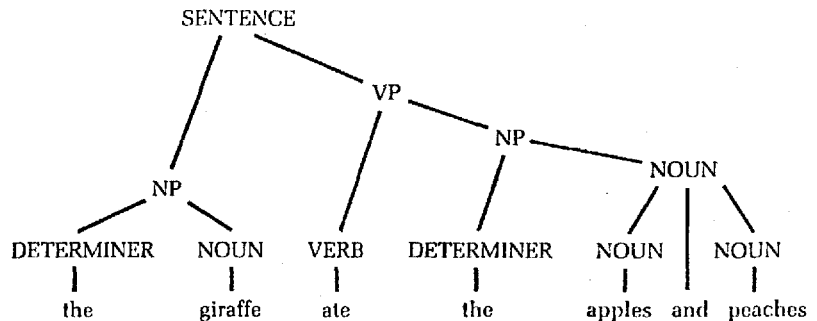 SENTENCE
VP
NP
NOUN
NP
DETERMINER NOUN VERB DETERMINER NOUN NOUN
the giraffe ate the apples and peaches